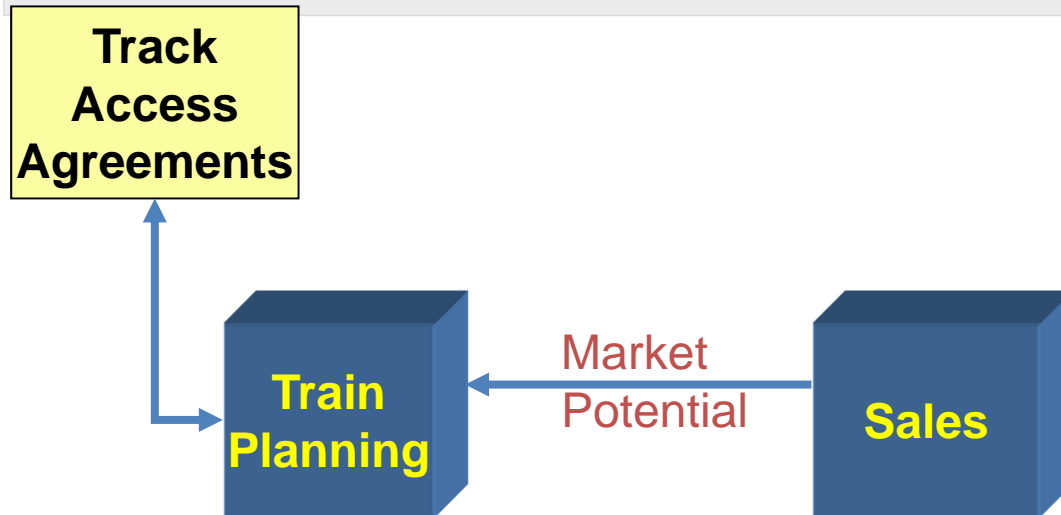 Track
Access
Agreements
Market
Potential
Train
Planning
Sales